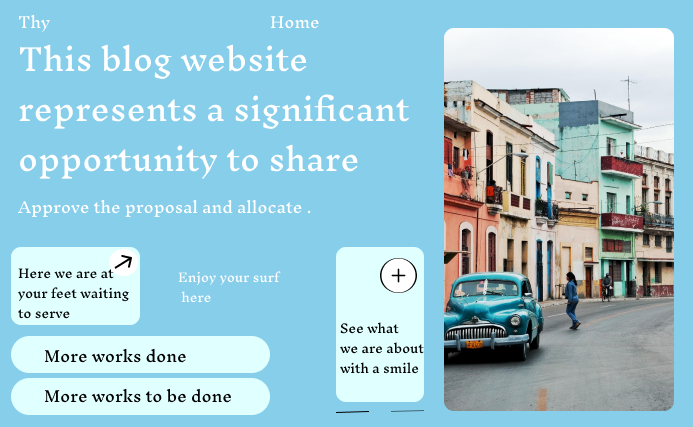 Thy
Home
This blog website
represents a significant
opportunity to share
Approve the proposal and allocate .
Here we are at
your feet waiting
to serve
Enjoy your surf
here
See what
we are about
with a smile
More works done
More works to be done